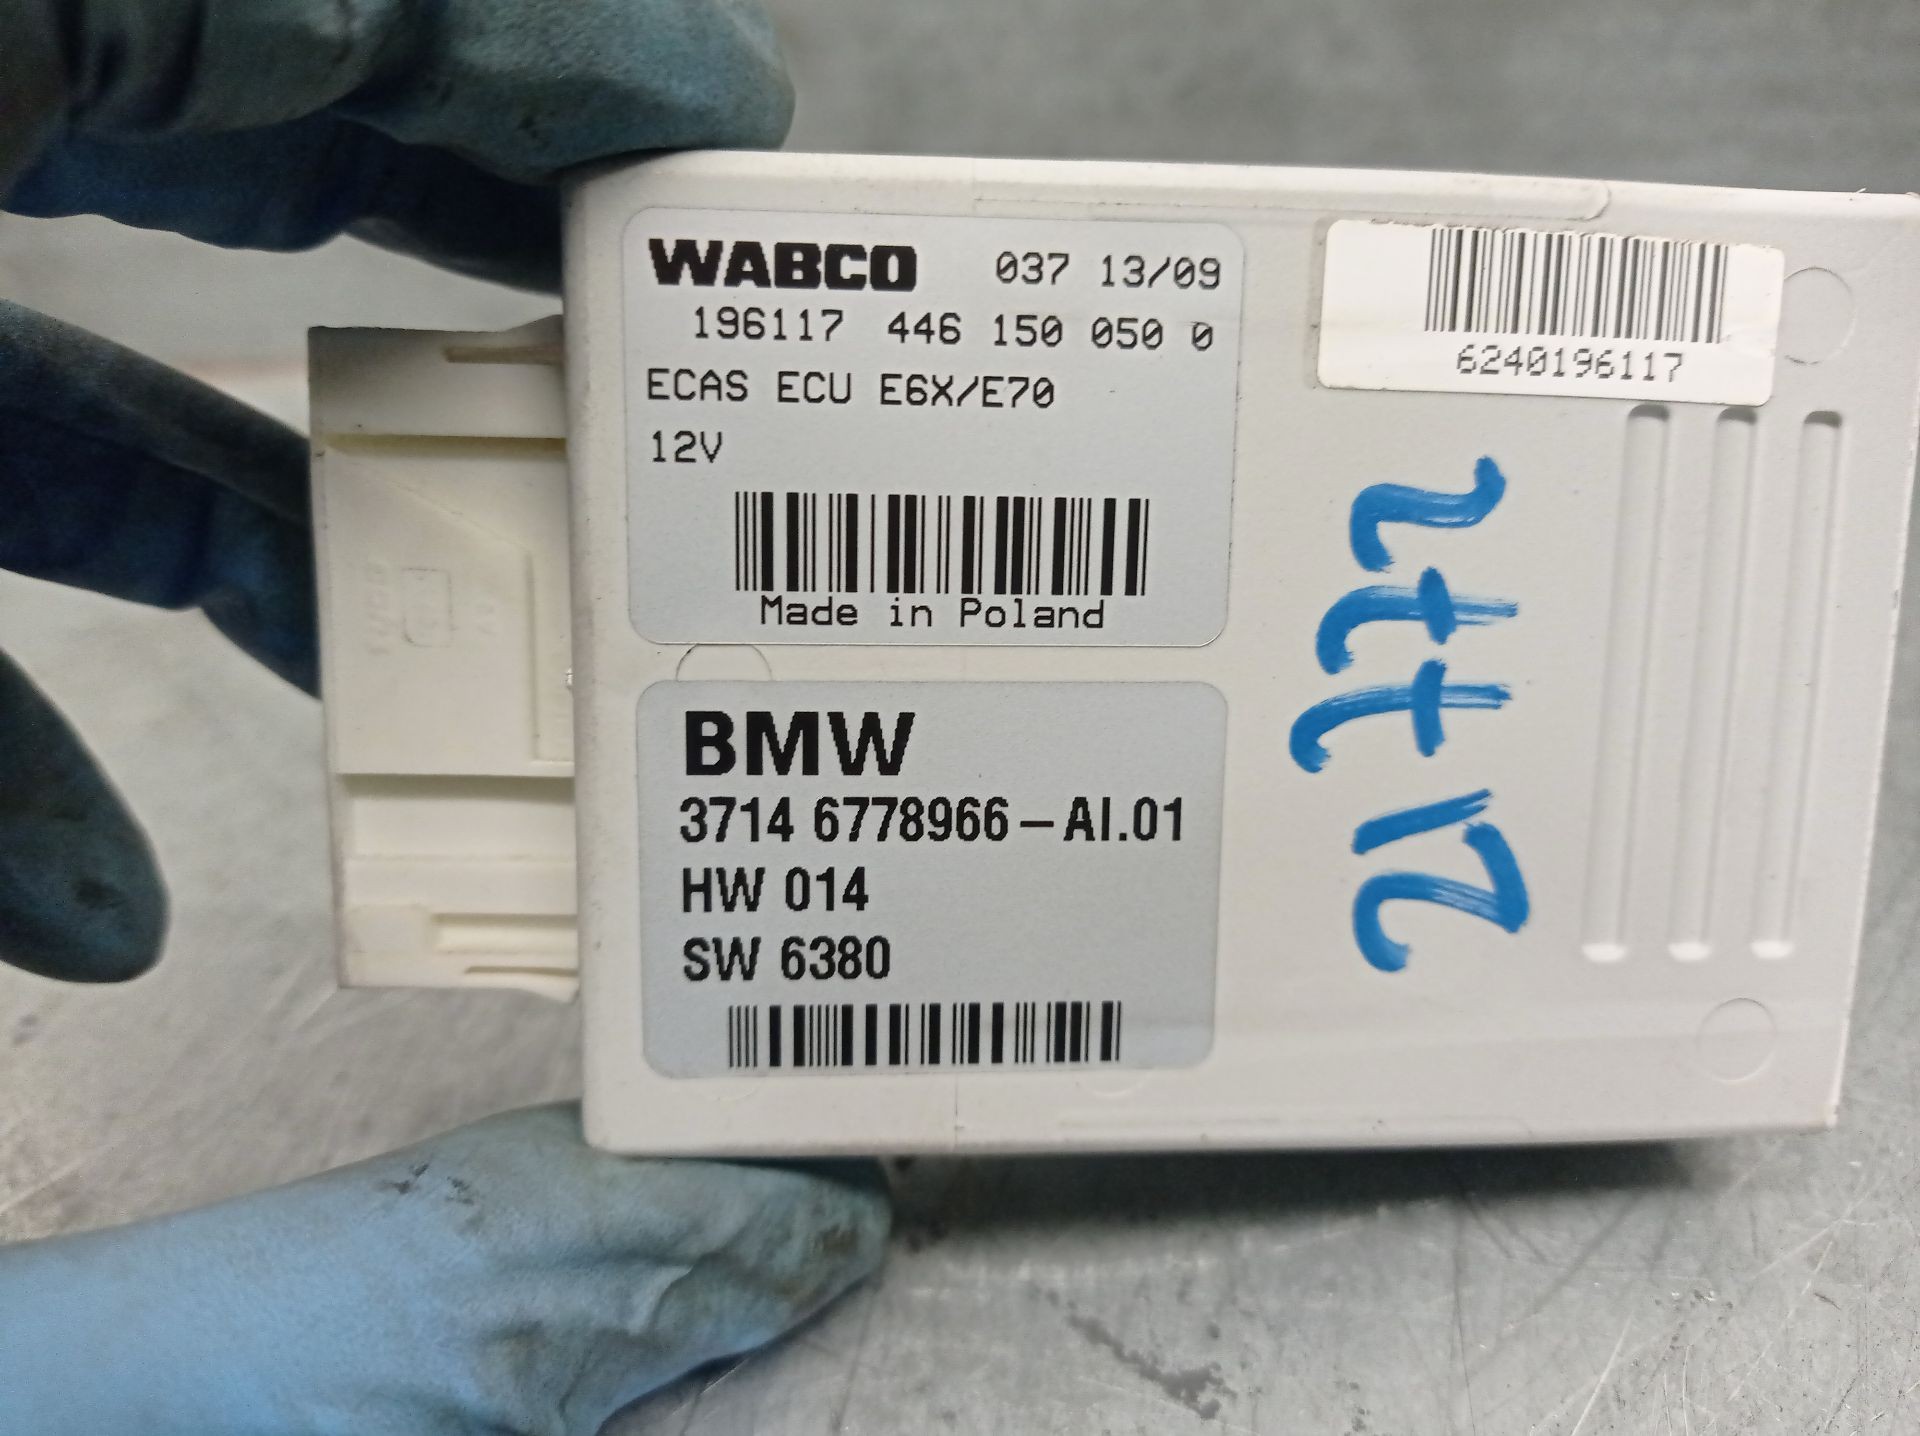 WABCO 037 13/09
196117 446 150 050 0
ECAS ECU E6X/E70
12V
Made in Poland
6240196117
BMW
3714 6778966-AI.01
HW 014
SW 6380